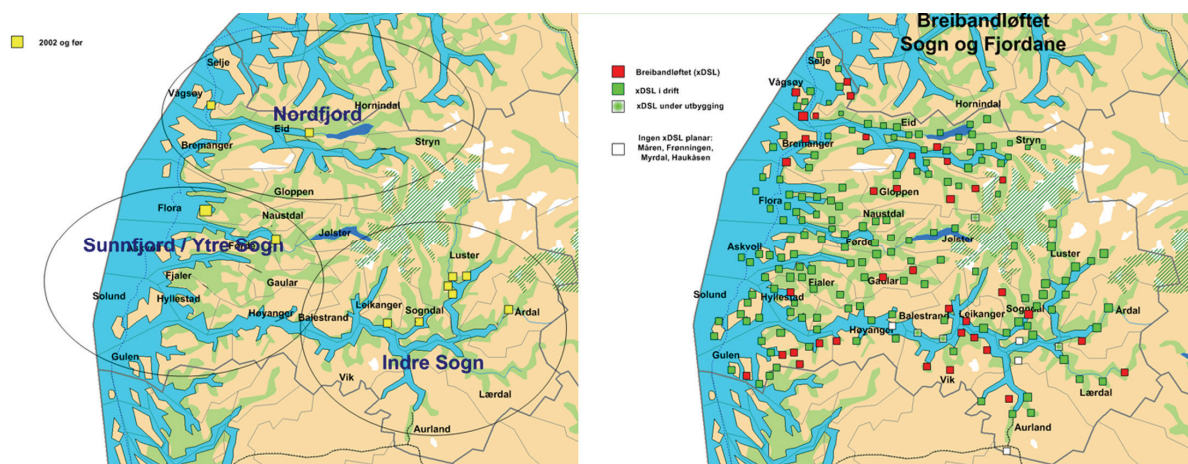 2002 og før
Selje
Vågsøy
Nordfjord
Hornindal
Eid
Stryn
Bremanger
Gloppen
Flora
Naustdal
Sunnfjord / Ytre Sogn
Førde
Jølster
Luster
Fjaler
Gaular
Solund
Hyllestad
Leikanger
Høyanger
Balestrand
Sogndal
Årdal
Gulen
Indre Sogn
Vik
Lærdal
Aurland
Breibandløftet
Sogn og Fjordane
Breibandløftet (xDSL)
xDSL i drift
xDSL under utbygging
Ingen xDSL planar:
Måren, Frønningen,
Myrdal, Haukåsen
Selje
Vågsøy
Hornindal
Eid
Stryn
Bremanger
Gloppen
Flora
Naustdal
Askvoll
Førde
Jølster
Luster
Fjaler
Gaular
Solund
Hyllestad
Balestrand
Leikanger
Sogndal
Årdal
Høyanger
Gulen
Vik
Lærdal
Aurland